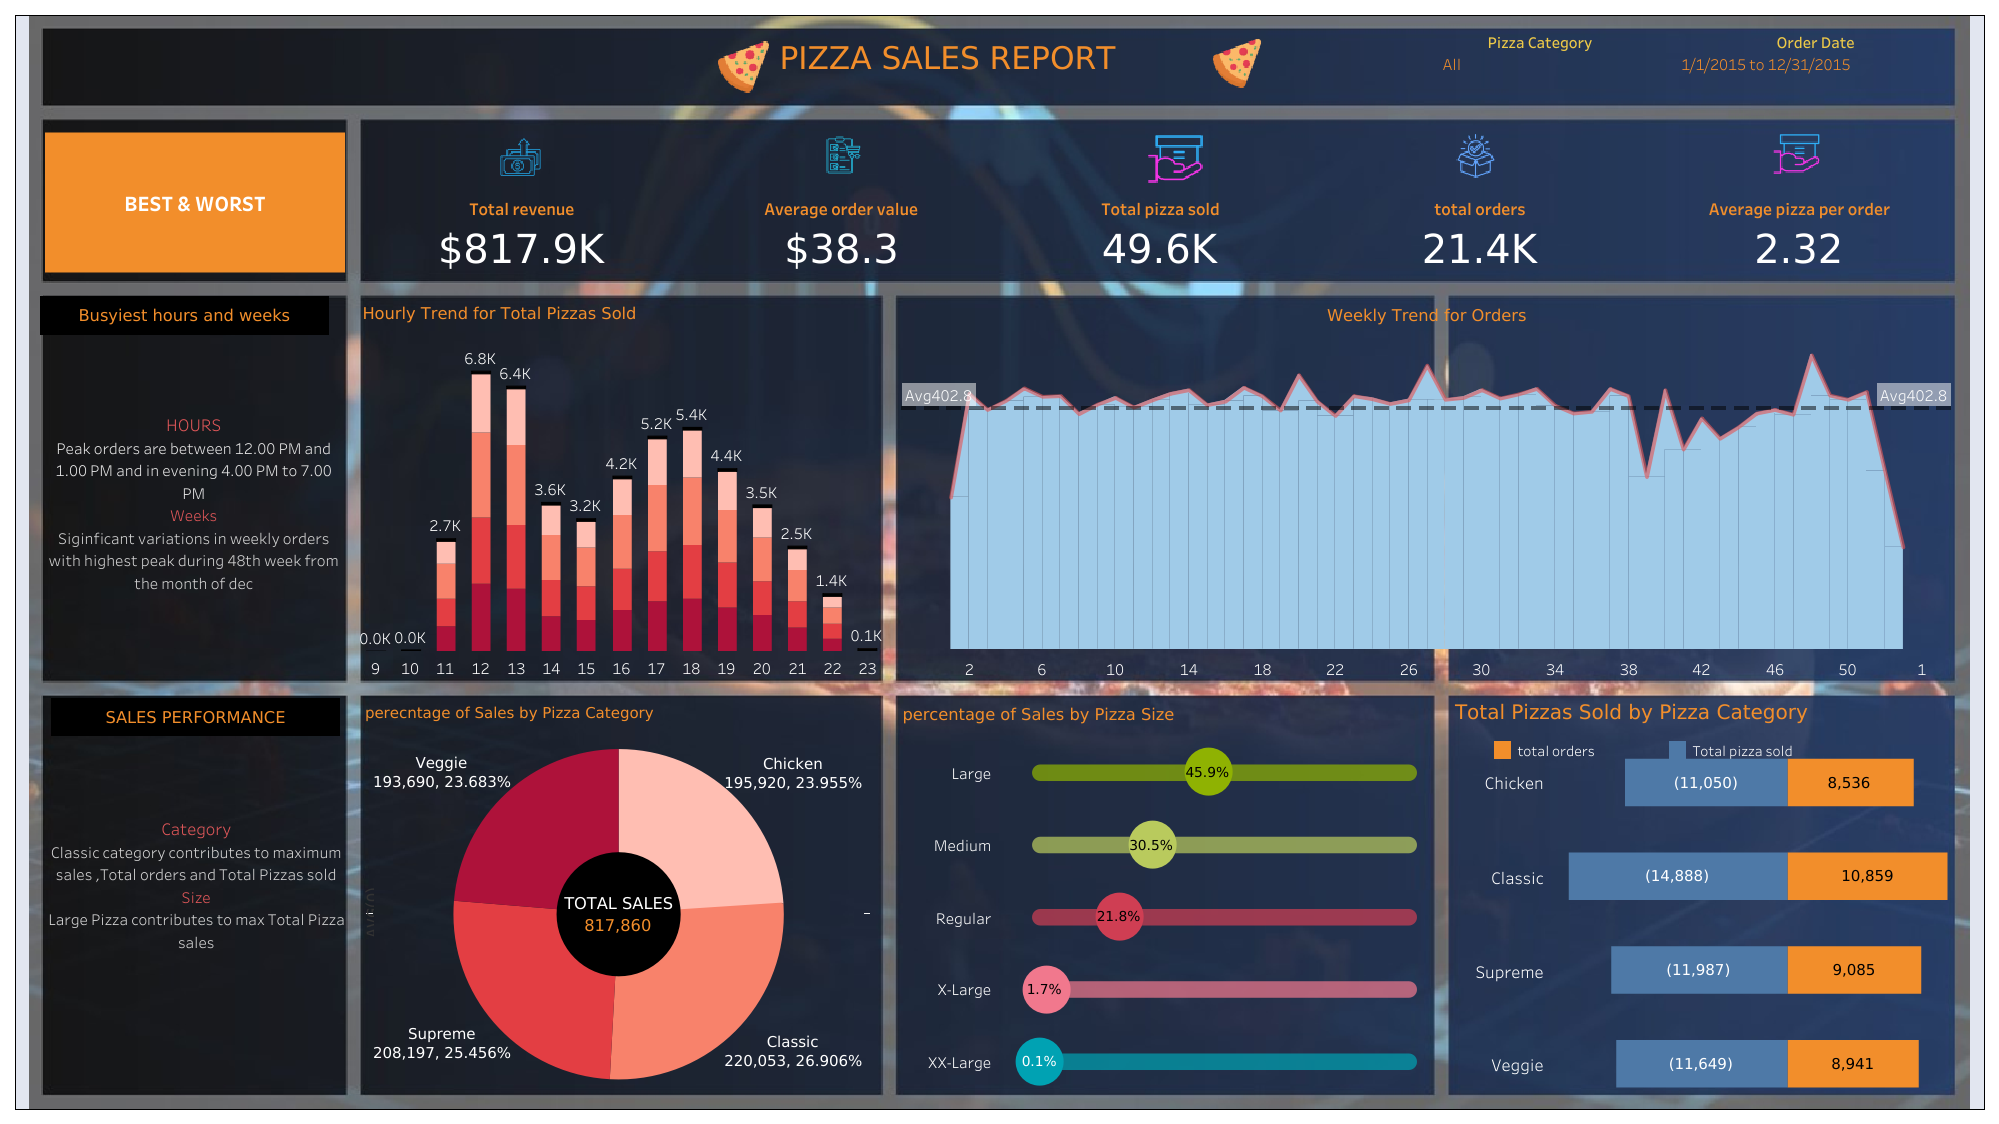 PIZZA SALES REPORT
Pizza Category
All
Order Date
1/1/2015 to 12/31/2015
BEST & WORST
Total revenue
$817.9K
Average order value
$38.3
Total pizza sold
49.6K
total orders
21.4K
Average pizza per order
2.32
Busyiest hours and weeks
HOURS
Peak orders are between 12.00 PM and
1.00 PM and in evening 4.00 PM to 7.00
PM
Weeks
Siginficant variations in weekly orders
with highest peak during 48th week from
the month of dec
Hourly Trend for Total Pizzas Sold
0.0K 0.0K 2.7K 6.8K 6.4K 3.6K 3.2K 4.2K 5.2K 5.4K 4.4K 3.5K 2.5K 1.4K 0.1K
9 10 11 12 13 14 15 16 17 18 19 20 21 22 23
Weekly Trend for Orders
Avg402.8
Avg402.8
2 6 10 14 18 22 26 30 34 38 42 46 50 1
SALES PERFORMANCE
Category
Classic category contributes to maximum
sales ,Total orders and Total Pizzas sold
Size
Large Pizza contributes to max Total Pizza
sales
perecntage of Sales by Pizza Category
Veggie
193,690, 23.683%
Chicken
195,920, 23.955%
TOTAL SALES
817,860
Supreme
208,197, 25.456%
Classic
220,053, 26.906%
percentage of Sales by Pizza Size
Large 45.9%
Medium 30.5%
Regular 21.8%
X-Large 1.7%
XX-Large 0.1%
Total Pizzas Sold by Pizza Category
total orders
Total pizza sold
Chicken (11,050) 8,536
Classic (14,888) 10,859
Supreme (11,987) 9,085
Veggie (11,649) 8,941